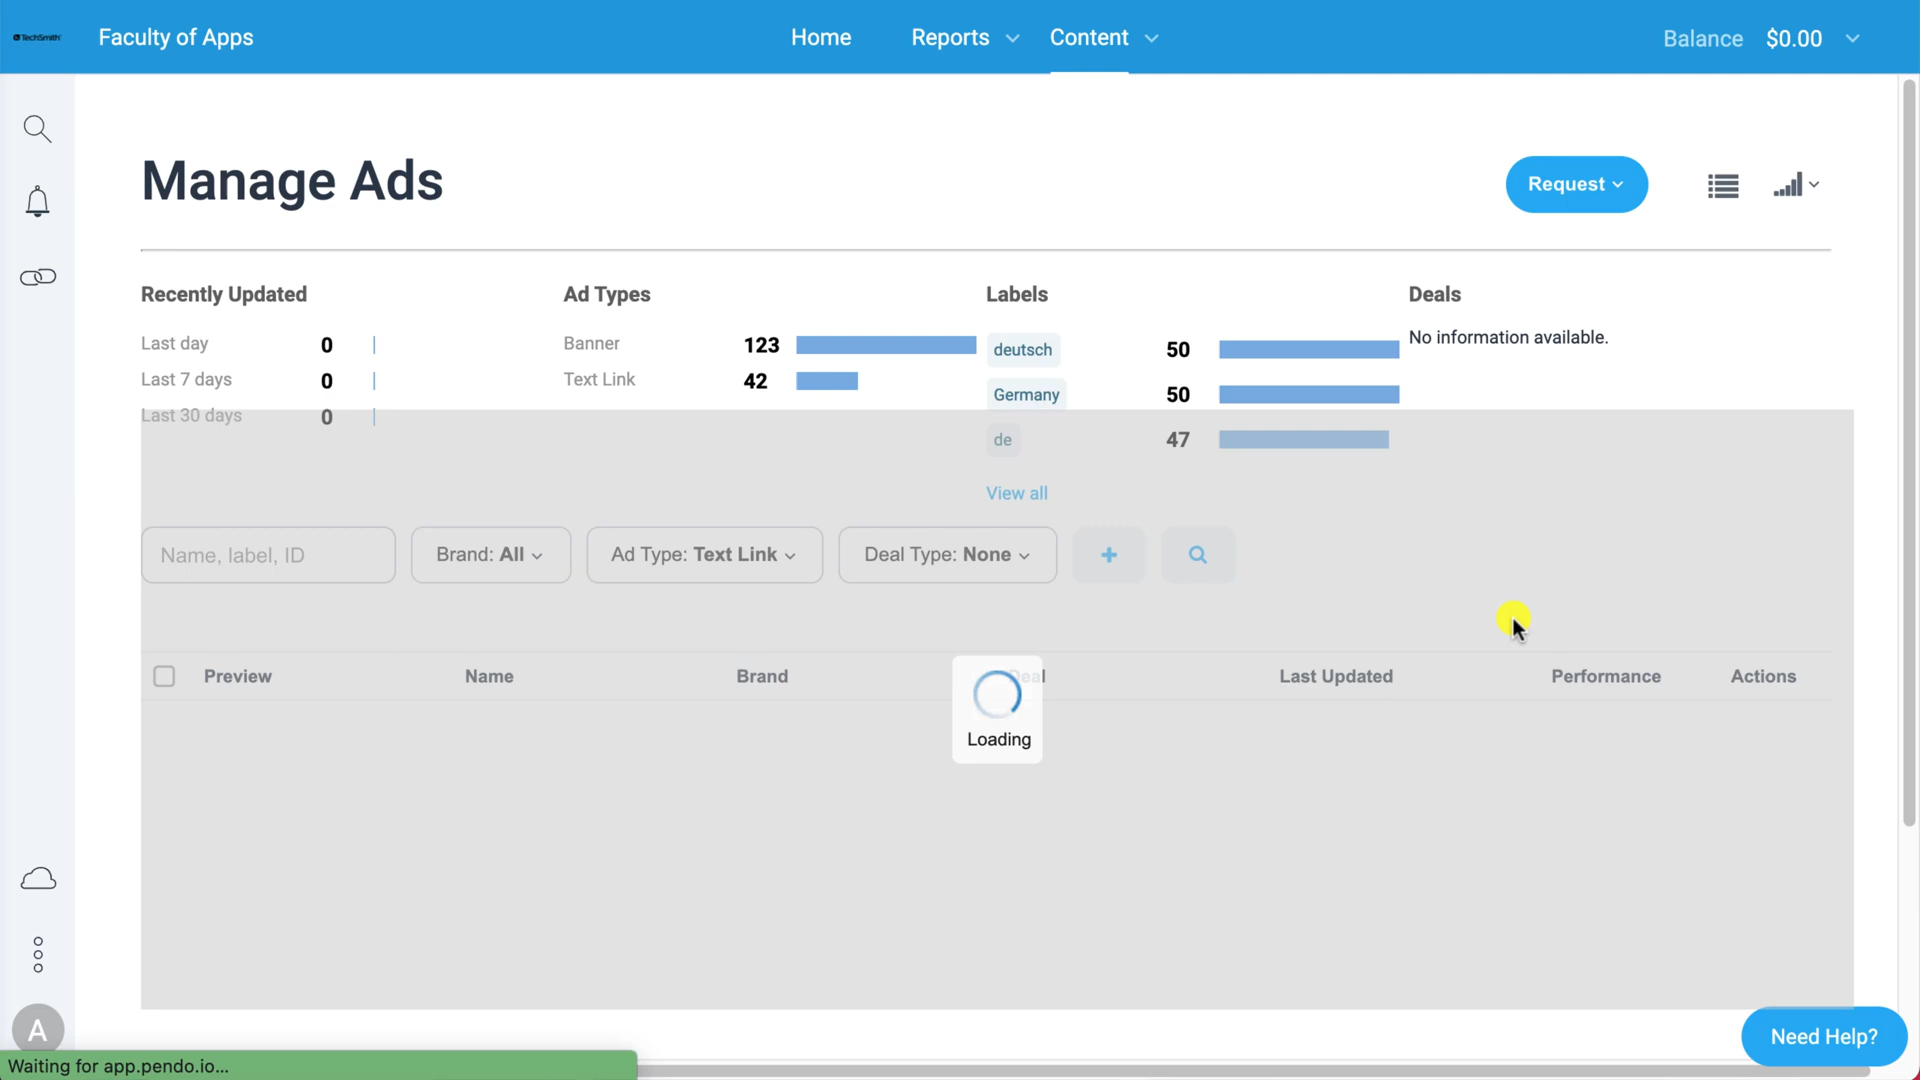 TechSmith
Faculty of Apps
Home
Reports
Content
Balance $0.00
Manage Ads
Request
Recently Updated
Last day 0
Last 7 days 0
Last 30 days 0
Ad Types
Banner 123
Text Link 42
Labels
deutsch 50
Germany 50
de 47
View all
Deals
No information available.
Name, label, ID
Brand: All
Ad Type: Text Link
Deal Type: None
Preview
Name
Brand
Deal
Last Updated
Performance
Actions
Loading
A
Need Help?
Waiting for app.pendo.io...